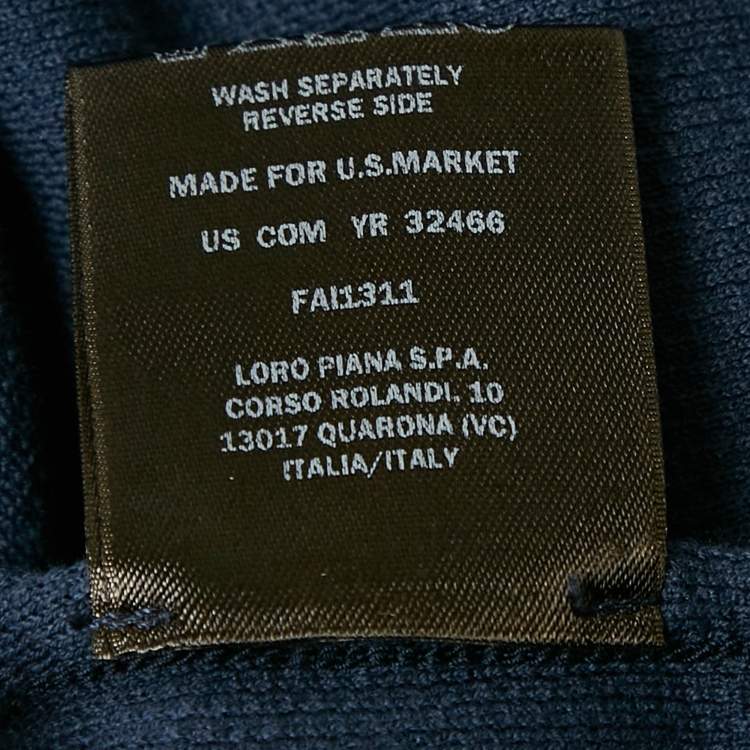 WASH SEPARATELY
REVERSE SIDE
MADE FOR U.S.MARKET
US COM YR 32466
FAI1311
LORO PIANA S.P.A.
CORSO ROLANDI. 10
13017 QUARONA (VC)
ITALIA/ITALY